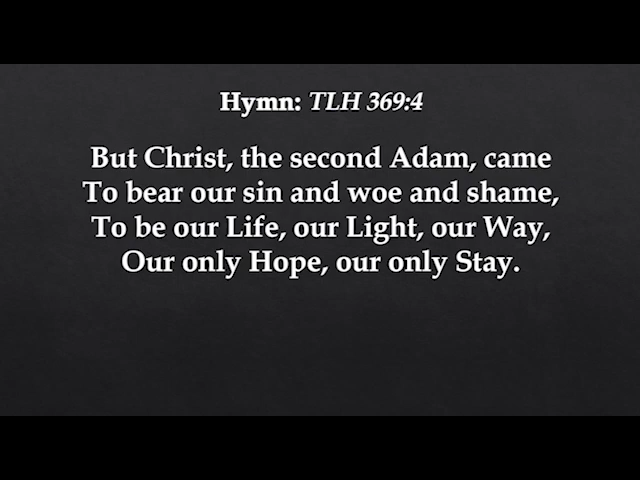 Hymn: TLH 369:4
But Christ, the second Adam, came
To bear our sin and woe and shame,
To be our Life, our Light, our Way,
Our only Hope, our only Stay.